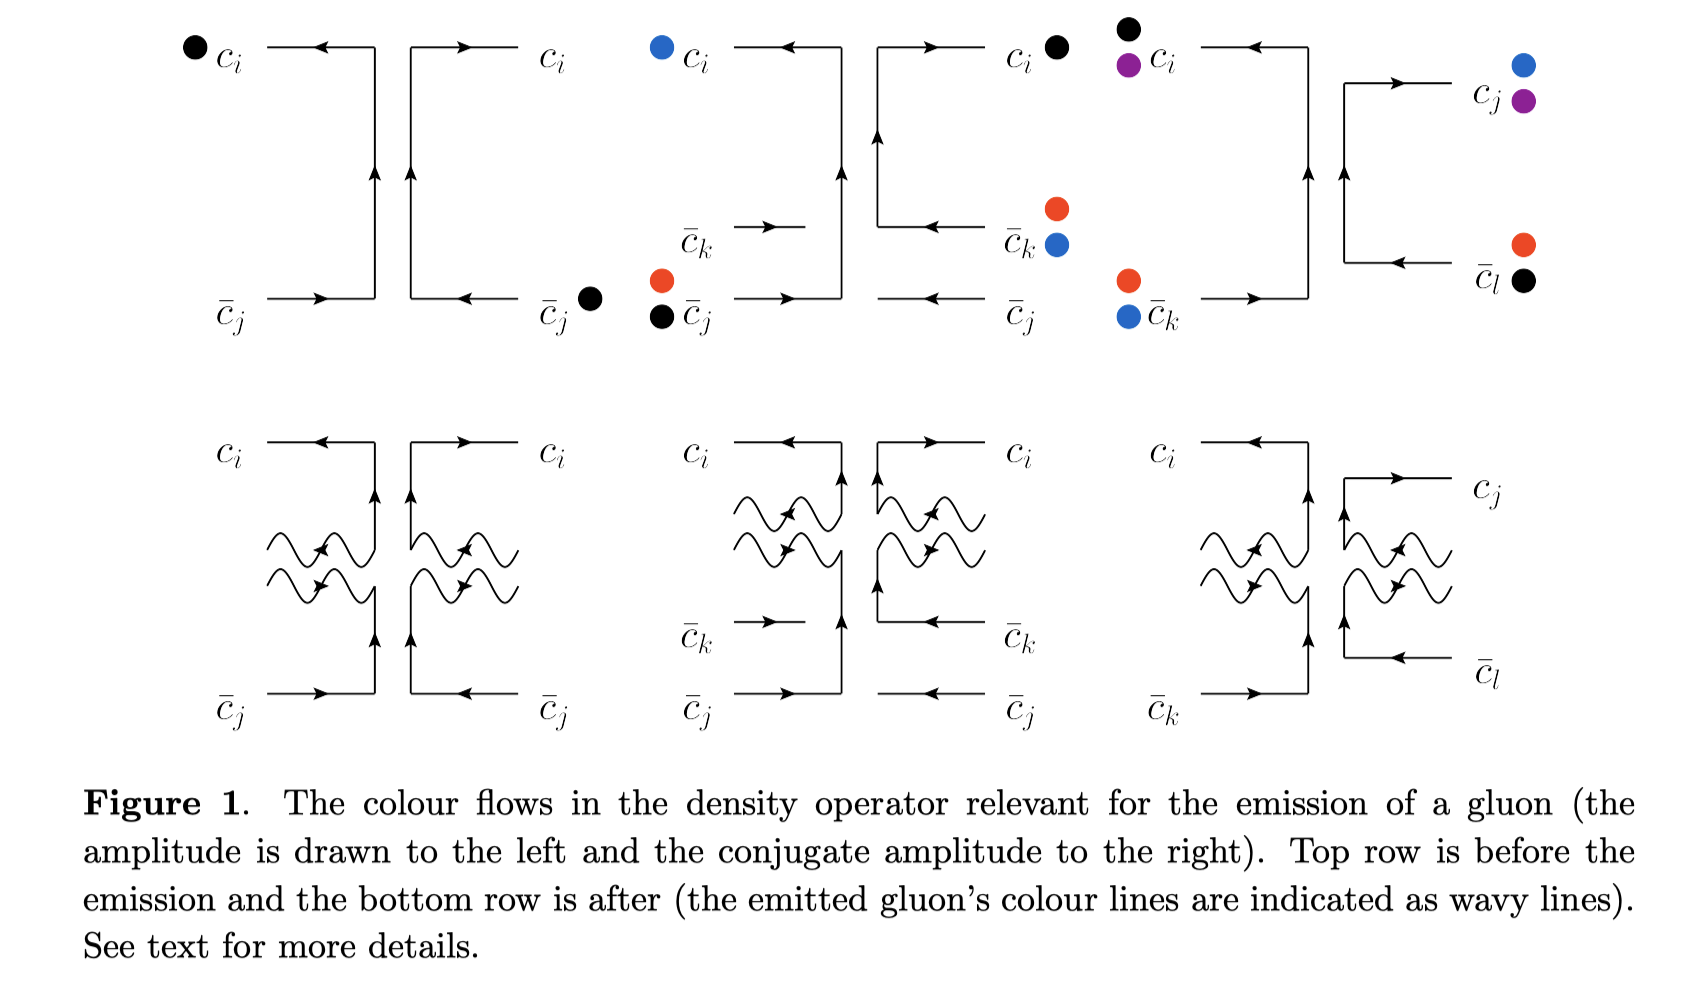 c_i c_i c_i c_i c_i
c_j
c̄_k c̄_k
c̄_j c̄_j c̄_j c̄_j c̄_k c̄_l
c_i c_i c_i c_i c_i
c_j
c̄_k c̄_k
c̄_l
c̄_j c̄_j c̄_j c̄_j c̄_k
Figure 1. The colour flows in the density operator relevant for the emission of a gluon (the
amplitude is drawn to the left and the conjugate amplitude to the right). Top row is before the
emission and the bottom row is after (the emitted gluon's colour lines are indicated as wavy lines).
See text for more details.